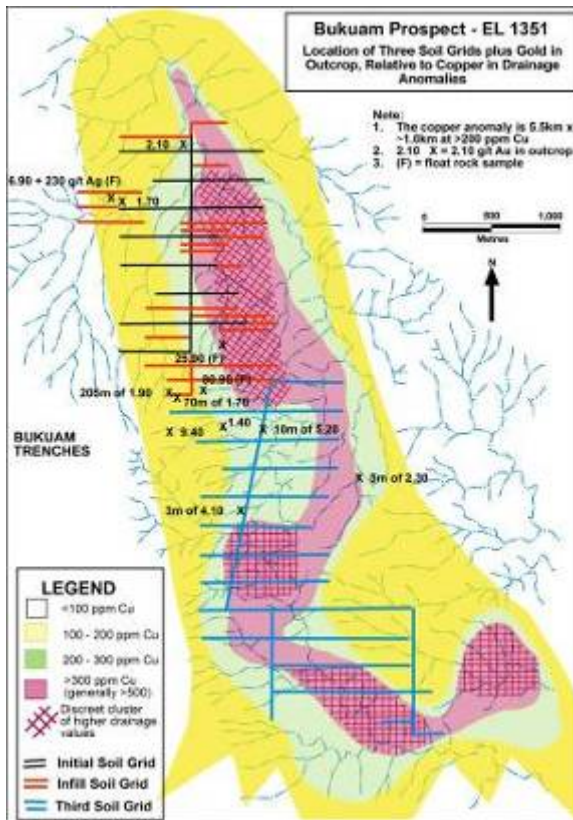 Bukuam Prospect - EL 1351
Location of Three Soil Grids plus Gold in
Outcrop, Relative to Copper in Drainage
Anomalies
Note:
1. The copper anomaly is 5.5km x
~1.0km at >200 ppm Cu
2. 2.10 X = 2.10 g/t Au in outcrop
3. (F) = float rock sample
0 500 1,000
Metres
N
2.10 X
6.90 + 230 g/t Ag (F)
X
X 1.70
X
25.00 (F)
205m of 1.90 X
X
X
70m of 1.70
X 9.40
X 1.40
X 10m of 5.20
BUKUAM
TRENCHES
X 3m of 2.30
3m of 4.10 X
LEGEND
<100 ppm Cu
100 - 200 ppm Cu
200 - 300 ppm Cu
>300 ppm Cu
(generally >500)
Discreet cluster
of higher drainage
values
Initial Soil Grid
Infill Soil Grid
Third Soil Grid